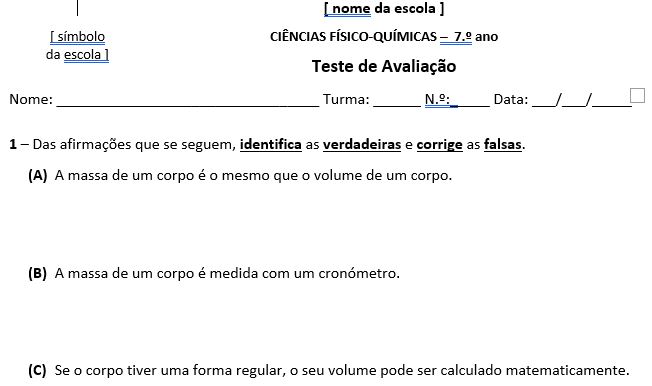 [ nome da escola ]
[ símbolo
da escola ]
CIÊNCIAS FÍSICO-QUÍMICAS – 7.º ano
Teste de Avaliação
Nome: ___________________________________ Turma: ______ N.º:_____ Data: ___/___/_____
1 – Das afirmações que se seguem, identifica as verdadeiras e corrige as falsas.
(A) A massa de um corpo é o mesmo que o volume de um corpo.
(B) A massa de um corpo é medida com um cronómetro.
(C) Se o corpo tiver uma forma regular, o seu volume pode ser calculado matematicamente.